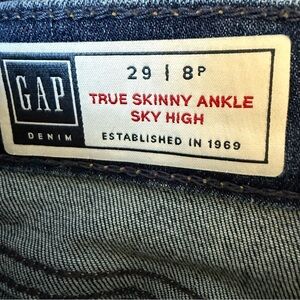 GAP
DENIM
29 | 8P
TRUE SKINNY ANKLE
SKY HIGH
ESTABLISHED IN 1969